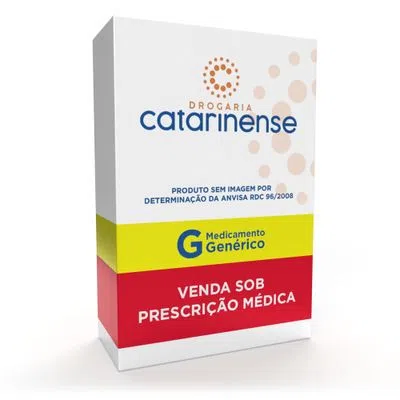 DROGARIA
catarinense
PRODUTO SEM IMAGEM POR
DETERMINAÇÃO DA ANVISA RDC 96/2008
G Medicamento
Genérico
VENDA SOB
PRESCRIÇÃO MÉDICA